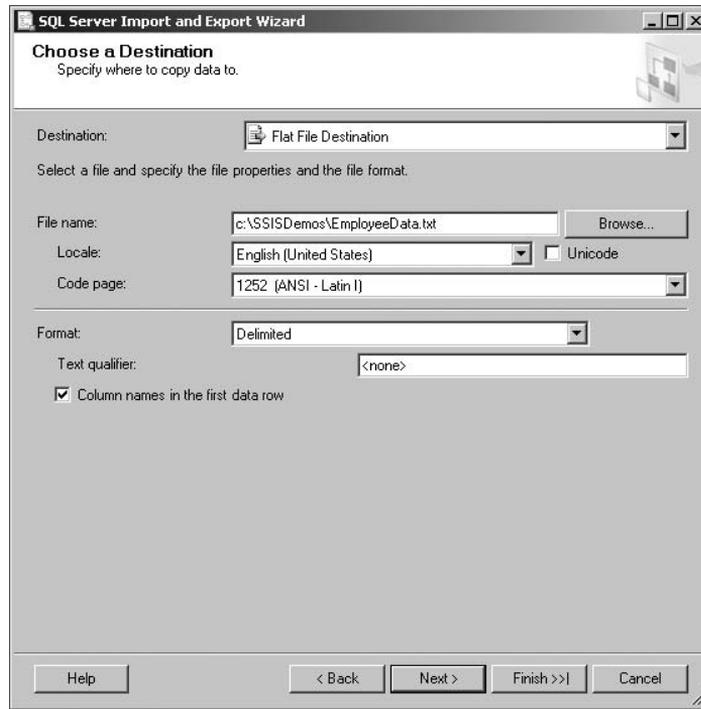 SQL Server Import and Export Wizard
Choose a Destination
Specify where to copy data to.
Destination: Flat File Destination
Select a file and specify the file properties and the file format.
File name: c:\SSISDemos\EmployeeData.txt Browse...
Locale: English (United States) Unicode
Code page: 1252 (ANSI - Latin I)
Format: Delimited
Text qualifier: <none>
Column names in the first data row
Help < Back Next > Finish >>| Cancel